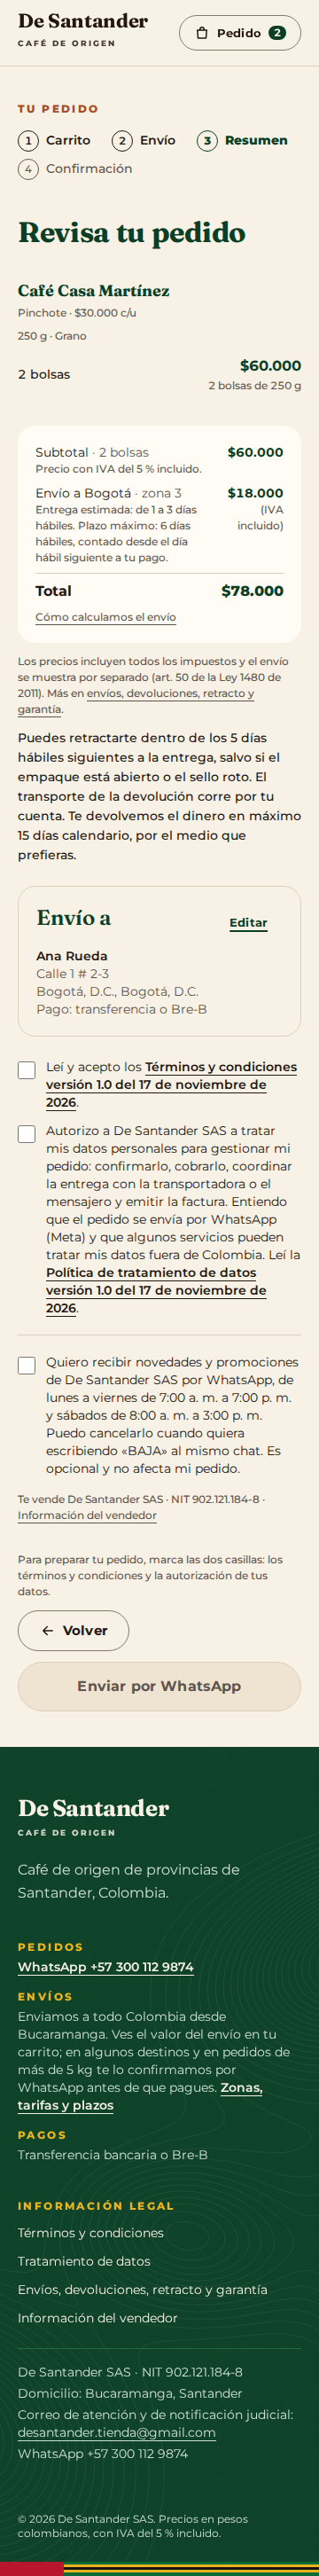 De Santander
CAFÉ DE ORIGEN
Pedido 2
TU PEDIDO
1 Carrito 2 Envío 3 Resumen
4 Confirmación
Revisa tu pedido
Café Casa Martínez
Pinchote · $30.000 c/u
250 g · Grano
2 bolsas
$60.000
2 bolsas de 250 g
Subtotal · 2 bolsas $60.000
Precio con IVA del 5 % incluido.
Envío a Bogotá · zona 3 $18.000
Entrega estimada: de 1 a 3 días (IVA
hábiles. Plazo máximo: 6 días incluido)
hábiles, contado desde el día
hábil siguiente a tu pago.
Total $78.000
Cómo calculamos el envío
Los precios incluyen todos los impuestos y el envío
se muestra por separado (art. 50 de la Ley 1480 de
2011). Más en envíos, devoluciones, retracto y
garantía.
Puedes retractarte dentro de los 5 días
hábiles siguientes a la entrega, salvo si el
empaque está abierto o el sello roto. El
transporte de la devolución corre por tu
cuenta. Te devolvemos el dinero en máximo
15 días calendario, por el medio que
prefieras.
Envío a Editar
Ana Rueda
Calle 1 # 2-3
Bogotá, D.C., Bogotá, D.C.
Pago: transferencia o Bre-B
Leí y acepto los Términos y condiciones
versión 1.0 del 17 de noviembre de
2026.
Autorizo a De Santander SAS a tratar
mis datos personales para gestionar mi
pedido: confirmarlo, cobrarlo, coordinar
la entrega con la transportadora o el
mensajero y emitir la factura. Entiendo
que el pedido se envía por WhatsApp
(Meta) y que algunos servicios pueden
tratar mis datos fuera de Colombia. Leí la
Política de tratamiento de datos
versión 1.0 del 17 de noviembre de
2026.
Quiero recibir novedades y promociones
de De Santander SAS por WhatsApp, de
lunes a viernes de 7:00 a. m. a 7:00 p. m.
y sábados de 8:00 a. m. a 3:00 p. m.
Puedo cancelarlo cuando quiera
escribiendo «BAJA» al mismo chat. Es
opcional y no afecta mi pedido.
Te vende De Santander SAS · NIT 902.121.184-8 ·
Información del vendedor
Para preparar tu pedido, marca las dos casillas: los
términos y condiciones y la autorización de tus
datos.
← Volver
Enviar por WhatsApp
De Santander
CAFÉ DE ORIGEN
Café de origen de provincias de
Santander, Colombia.
PEDIDOS
WhatsApp +57 300 112 9874
ENVÍOS
Enviamos a todo Colombia desde
Bucaramanga. Ves el valor del envío en tu
carrito; en algunos destinos y en pedidos de
más de 5 kg te lo confirmamos por
WhatsApp antes de que pagues. Zonas,
tarifas y plazos
PAGOS
Transferencia bancaria o Bre-B
INFORMACIÓN LEGAL
Términos y condiciones
Tratamiento de datos
Envíos, devoluciones, retracto y garantía
Información del vendedor
De Santander SAS · NIT 902.121.184-8
Domicilio: Bucaramanga, Santander
Correo de atención y de notificación judicial:
desantander.tienda@gmail.com
WhatsApp +57 300 112 9874
© 2026 De Santander SAS. Precios en pesos
colombianos, con IVA del 5 % incluido.